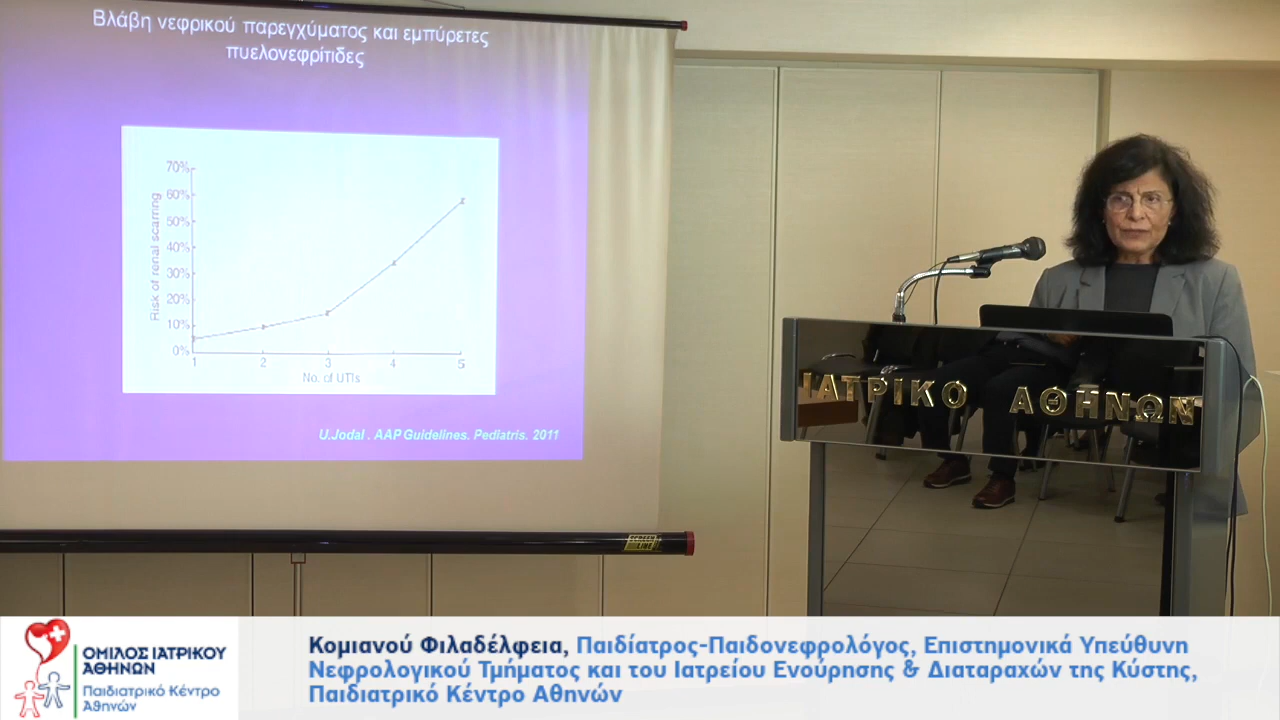 Βλάβη νεφρικού παρεγχύματος και εμπύρετες
πυελονεφρίτιδες
70%
60%
50%
40%
30%
20%
10%
0%
Risk of renal scarring
1 2 3 4 5
No. of UTIs
U.Jodal . AAP Guidelines. Pediatris. 2011
ΙΑΤΡΙΚΟ ΑΘΗΝΩΝ
ΟΜΙΛΟΣ ΙΑΤΡΙΚΟΥ
ΑΘΗΝΩΝ
Παιδιατρικό Κέντρο
Αθηνών
Κομιανού Φιλαδέλφεια, Παιδίατρος-Παιδονεφρολόγος, Επιστημονικά Υπεύθυνη
Νεφρολογικού Τμήματος και του Ιατρείου Ενούρησης & Διαταραχών της Κύστης,
Παιδιατρικό Κέντρο Αθηνών